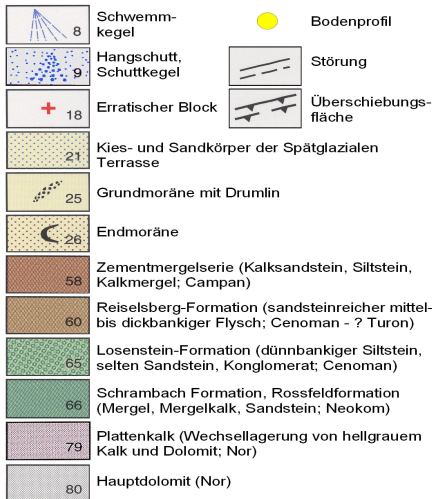 8 Schwemm-
kegel
9 Hangschutt,
Schuttkegel
18 Erratischer Block
21 Kies- und Sandkörper der Spätglazialen
Terrasse
25 Grundmoräne mit Drumlin
26 Endmoräne
58 Zementmergelserie (Kalksandstein, Siltstein,
Kalkmergel; Campan)
60 Reiselsberg-Formation (sandsteinreicher mittel-
bis dickbankiger Flysch; Cenoman - ? Turon)
65 Losenstein-Formation (dünnbankiger Siltstein,
selten Sandstein, Konglomerat; Cenoman)
66 Schrambach Formation, Rossfeldformation
(Mergel, Mergelkalk, Sandstein; Neokom)
79 Plattenkalk (Wechsellagerung von hellgrauem
Kalk und Dolomit; Nor)
80 Hauptdolomit (Nor)
Bodenprofil
Störung
Überschiebungs-
fläche